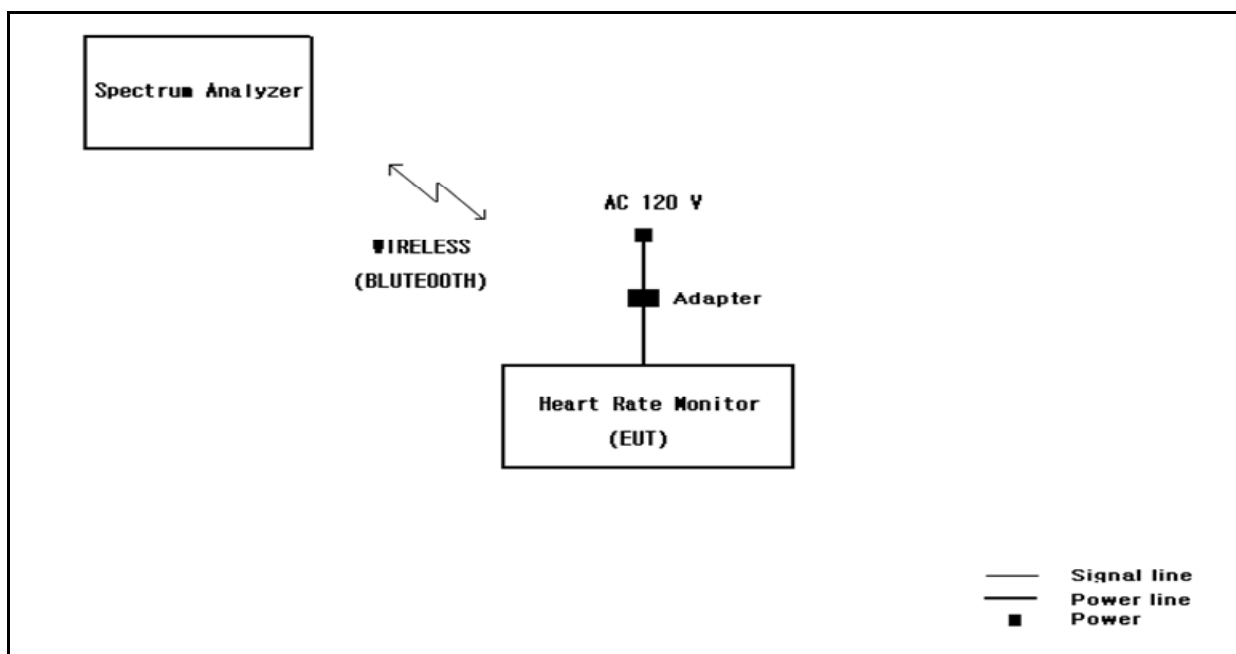 Spectrum Analyzer
WIRELESS
(BLUTEOOTH)
AC 120 V
Adapter
Heart Rate Monitor
(EUT)
Signal line
Power line
Power